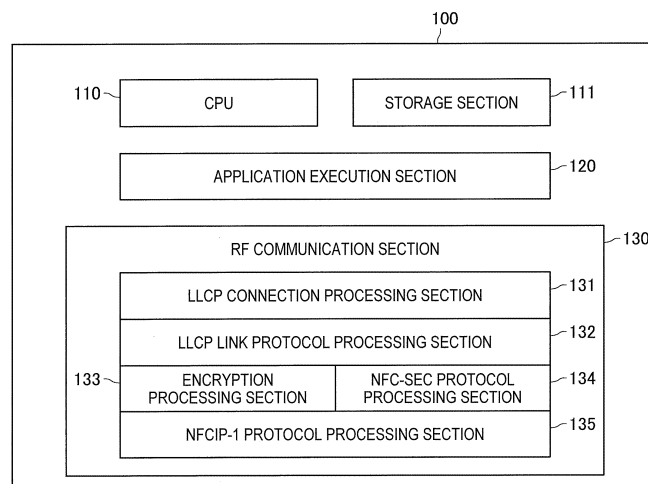 100
110
CPU
STORAGE SECTION
111
APPLICATION EXECUTION SECTION
120
RF COMMUNICATION SECTION
130
LLCP CONNECTION PROCESSING SECTION
131
LLCP LINK PROTOCOL PROCESSING SECTION
132
133
ENCRYPTION
PROCESSING SECTION
NFC-SEC PROTOCOL
PROCESSING SECTION
134
NFCIP-1 PROTOCOL PROCESSING SECTION
135